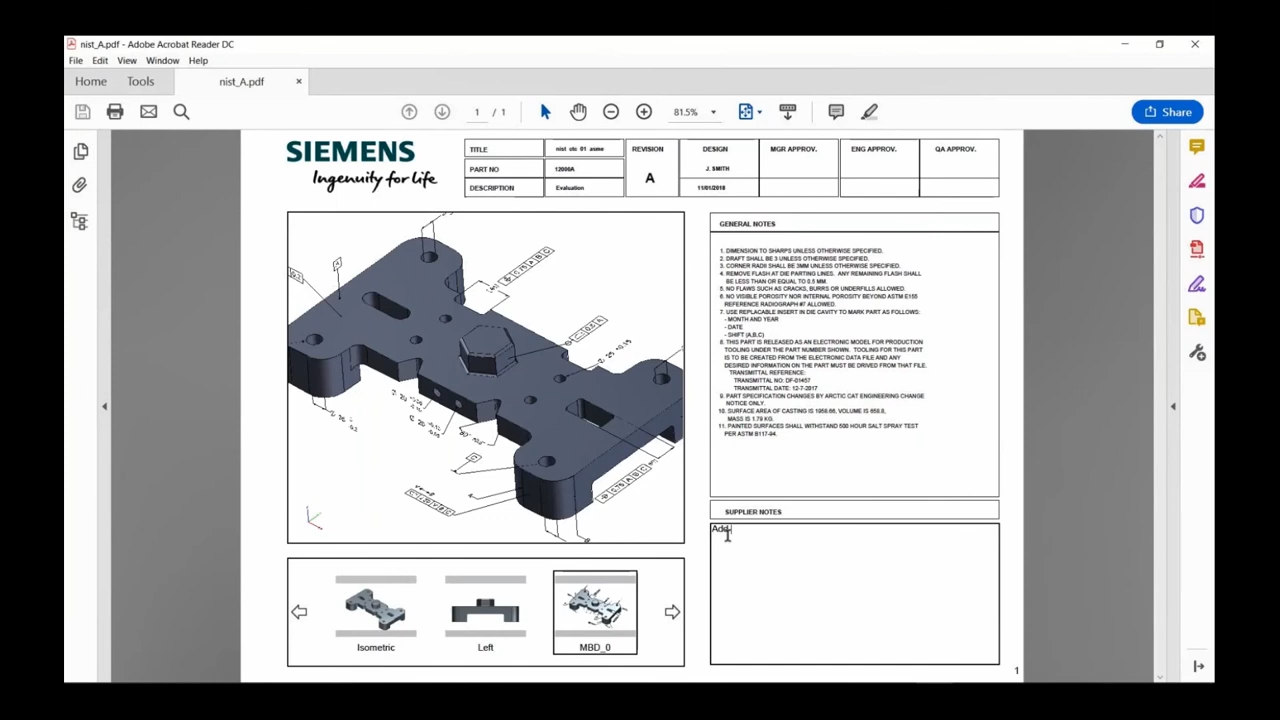 nist_A.pdf - Adobe Acrobat Reader DC
File Edit View Window Help
Home Tools nist_A.pdf ×
1 / 1 81.5% Share
SIEMENS
Ingenuity for life
TITLE nist ctc 01 asme REVISION DESIGN MGR APPROV. ENG APPROV. QA APPROV.
PART NO 12000A A J. SMITH
DESCRIPTION Evaluation 11/01/2018
GENERAL NOTES
1. DIMENSION TO SHARPS UNLESS OTHERWISE SPECIFIED.
2. DRAFT SHALL BE 3 UNLESS OTHERWISE SPECIFIED.
3. CORNER RADII SHALL BE 3MM UNLESS OTHERWISE SPECIFIED.
4. REMOVE FLASH AT DIE PARTING LINES. ANY REMAINING FLASH SHALL
BE LESS THAN OR EQUAL TO 0.5 MM.
5. NO FLAWS SUCH AS CRACKS, BURRS OR UNDERFILLS ALLOWED.
6. NO VISIBLE POROSITY NOR INTERNAL POROSITY BEYOND ASTM E155
REFERENCE RADIOGRAPH #7 ALLOWED.
7. USE REPLACABLE INSERT IN DIE CAVITY TO MARK PART AS FOLLOWS:
- MONTH AND YEAR
- DATE
- SHIFT (A,B,C)
8. THIS PART IS RELEASED AS AN ELECTRONIC MODEL FOR PRODUCTION
TOOLING UNDER THE PART NUMBER SHOWN. TOOLING FOR THIS PART
IS TO BE CREATED FROM THE ELECTRONIC DATA FILE AND ANY
DESIRED INFORMATION ON THE PART MUST BE DRIVED FROM THAT FILE.
TRANSMITTAL REFERENCE:
TRANSMITTAL NO: DF-01457
TRANSMITTAL DATE: 12-7-2017
9. PART SPECIFICATION CHANGES BY ARCTIC CAT ENGINEERING CHANGE
NOTICE ONLY.
10. SURFACE AREA OF CASTING IS 1956.66, VOLUME IS 659.8,
MASS IS 1.79 KG.
11. PAINTED SURFACES SHALL WITHSTAND 500 HOUR SALT SPRAY TEST
PER ASTM B117-94.
SUPPLIER NOTES
Add
Isometric Left MBD_0
1